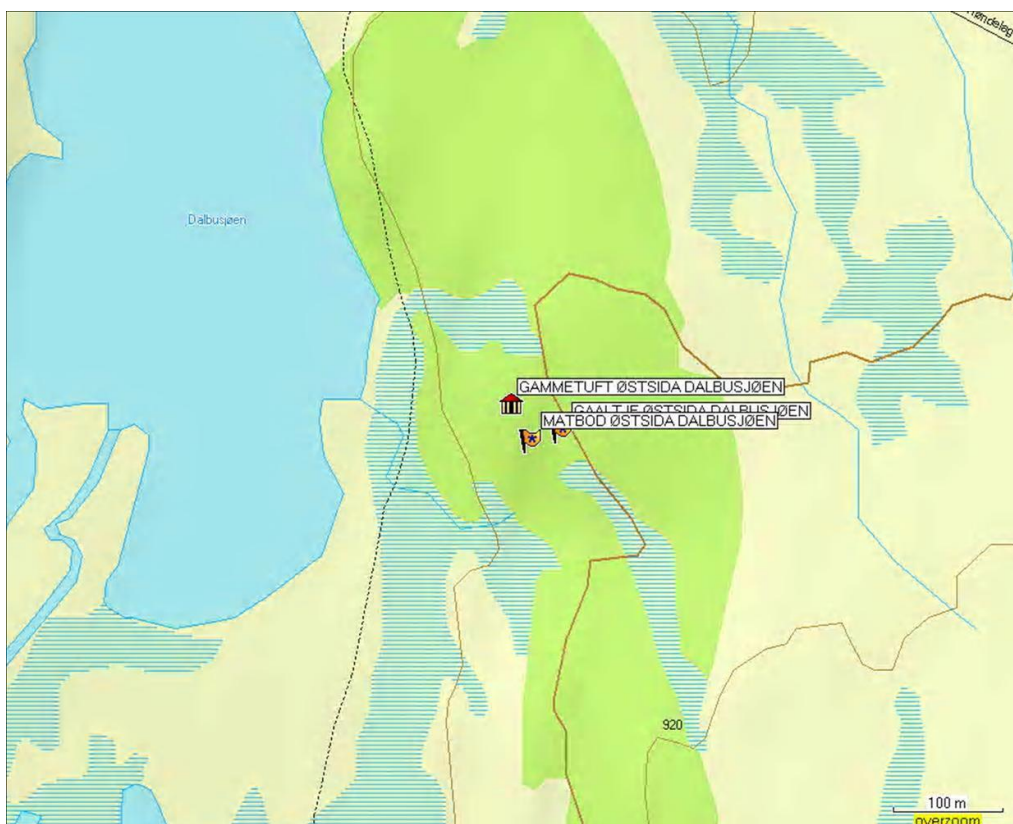 Dalbusjøen
GAMMETUFT ØSTSIDA DALBUSJØEN
GAALTJE ØSTSIDA DALBUSJØEN
MATBOD ØSTSIDA DALBUSJØEN
920
100 m
overzoom